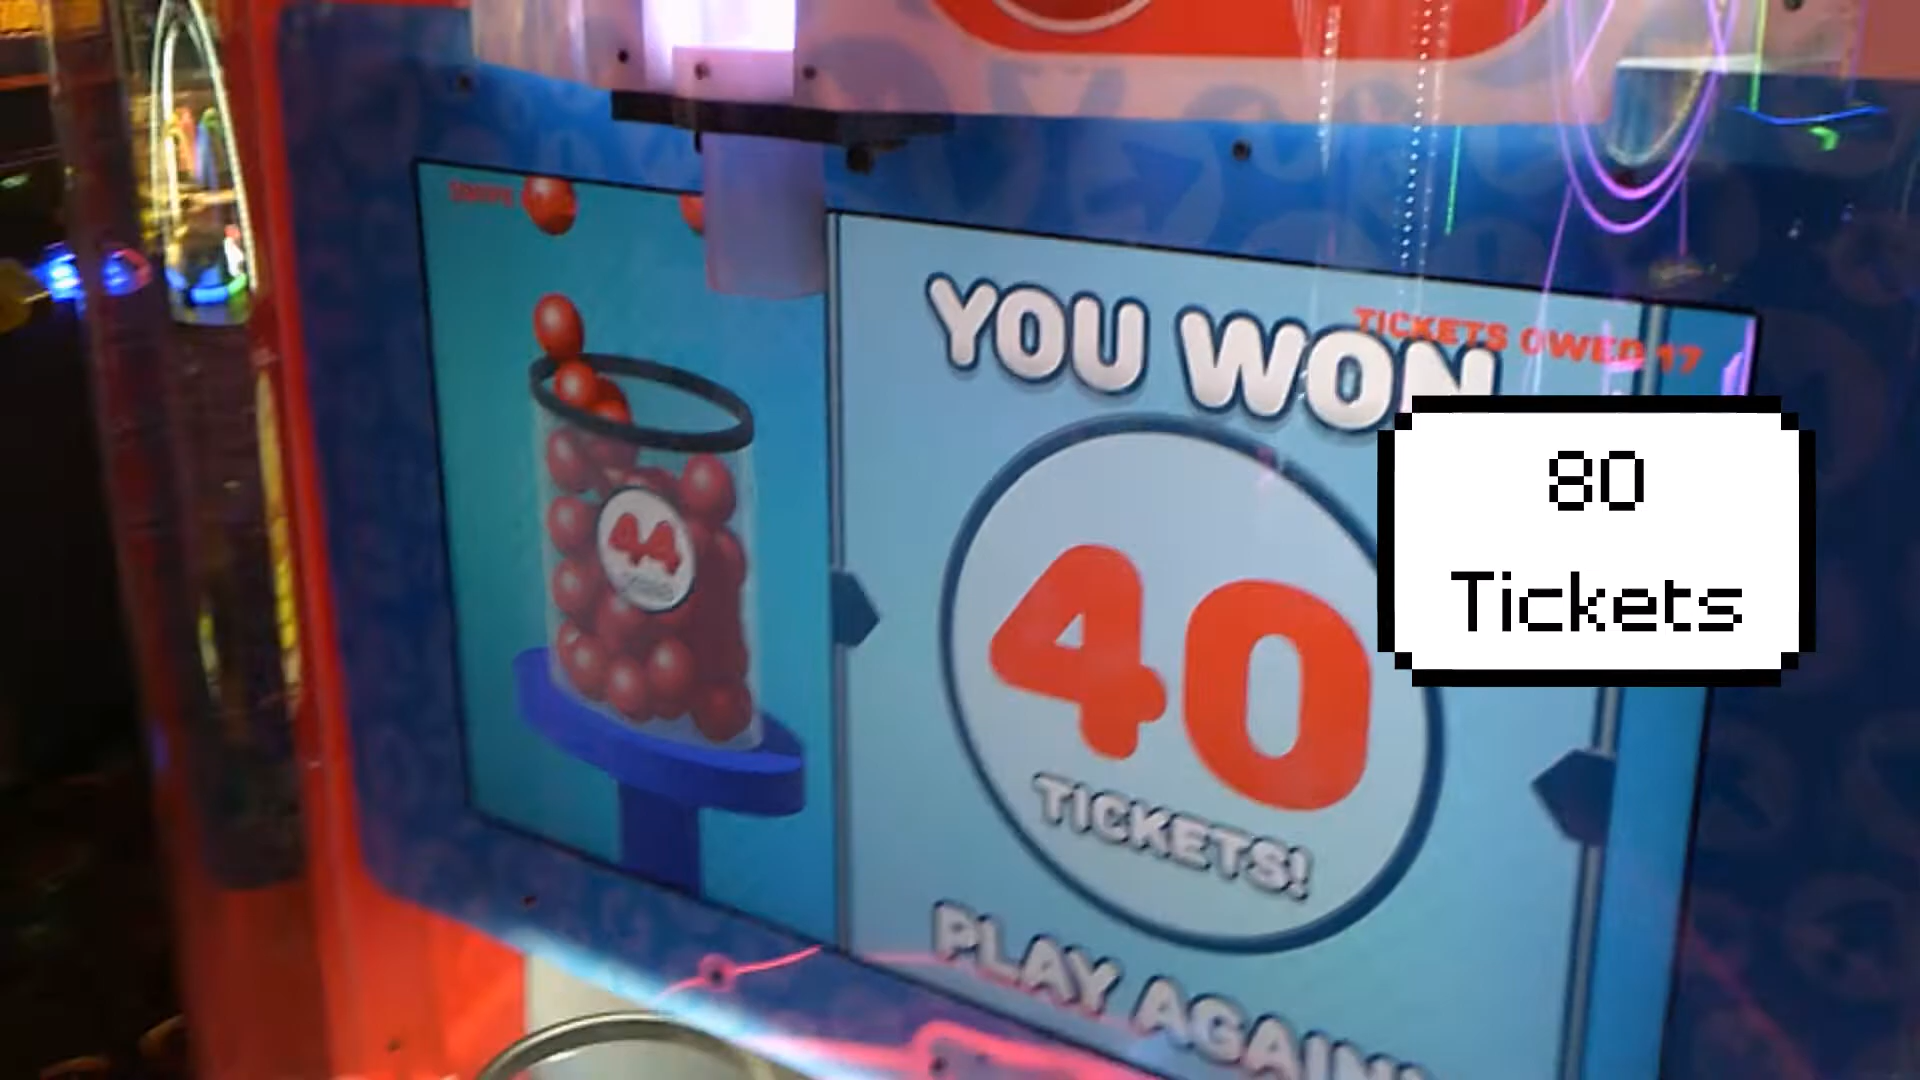 YOU WON
TICKETS OWED 17
80
Tickets
44
40
TICKETS!
PLAY AGAIN!